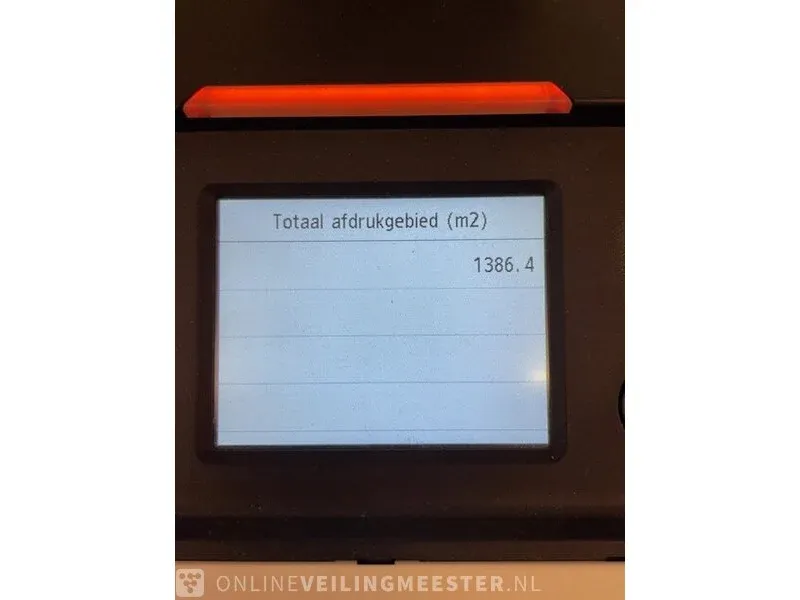 Totaal afdrukgebied (m2)
1386.4
ONLINEVEILINGMEESTER.NL